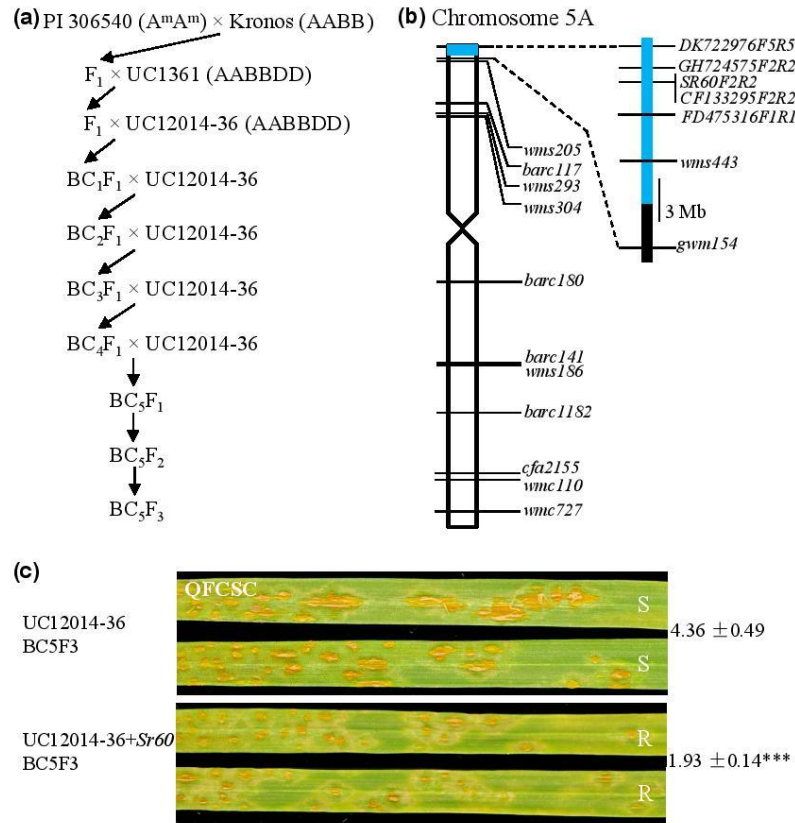 (a)
PI 306540 (AᵐAᵐ) × Kronos (AABB)
F₁ × UC1361 (AABBDD)
F₁ × UC12014-36 (AABBDD)
BC₁F₁ × UC12014-36
BC₂F₁ × UC12014-36
BC₃F₁ × UC12014-36
BC₄F₁ × UC12014-36
BC₅F₁
BC₅F₂
BC₅F₃
(b) Chromosome 5A
wms205
barc117
wms293
wms304
barc180
barc141
wms186
barc1182
cfa2155
wmc110
wmc727
DK722976F5R5
GH724575F2R2
SR60F2R2
CF133295F2R2
FD475316F1R1
wms443
3 Mb
gwm154
(c)
UC12014-36
BC5F3
QFCSC
S
S
4.36 ±0.49
UC12014-36+Sr60
BC5F3
R
R
1.93 ±0.14***